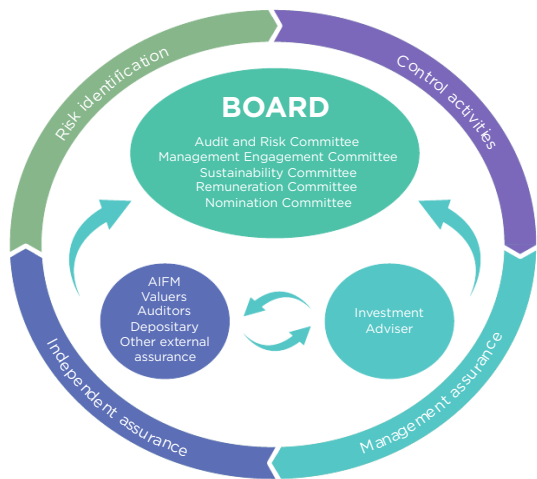 Risk identification
Control activities
BOARD
Audit and Risk Committee
Management Engagement Committee
Sustainability Committee
Remuneration Committee
Nomination Committee
AIFM
Valuers
Auditors
Depositary
Other external
assurance
Investment
Adviser
Independent assurance
Management assurance